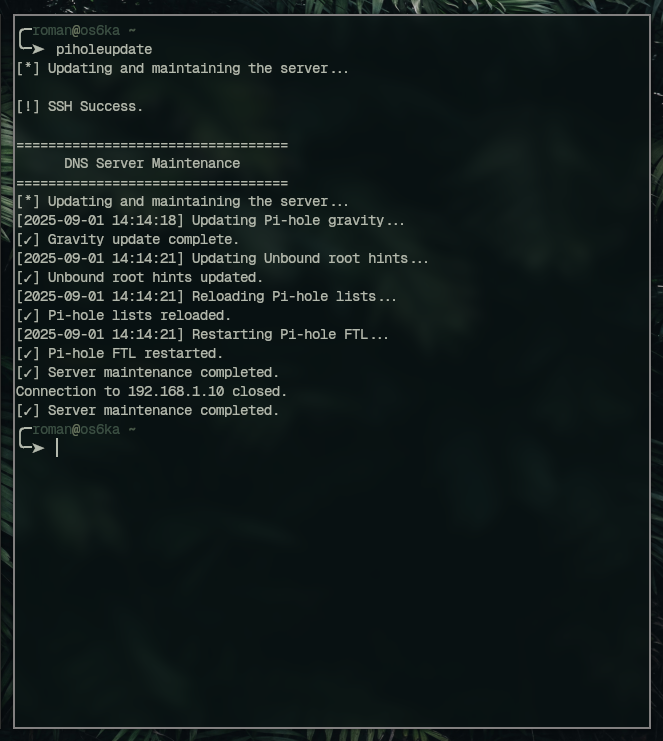 roman@os6ka ~
➤ piholeupdate
[*] Updating and maintaining the server...
[!] SSH Success.
==================================
DNS Server Maintenance
==================================
[*] Updating and maintaining the server...
[2025-09-01 14:14:18] Updating Pi-hole gravity...
[✓] Gravity update complete.
[2025-09-01 14:14:21] Updating Unbound root hints...
[✓] Unbound root hints updated.
[2025-09-01 14:14:21] Reloading Pi-hole lists...
[✓] Pi-hole lists reloaded.
[2025-09-01 14:14:21] Restarting Pi-hole FTL...
[✓] Pi-hole FTL restarted.
[✓] Server maintenance completed.
Connection to 192.168.1.10 closed.
[✓] Server maintenance completed.
roman@os6ka ~
➤